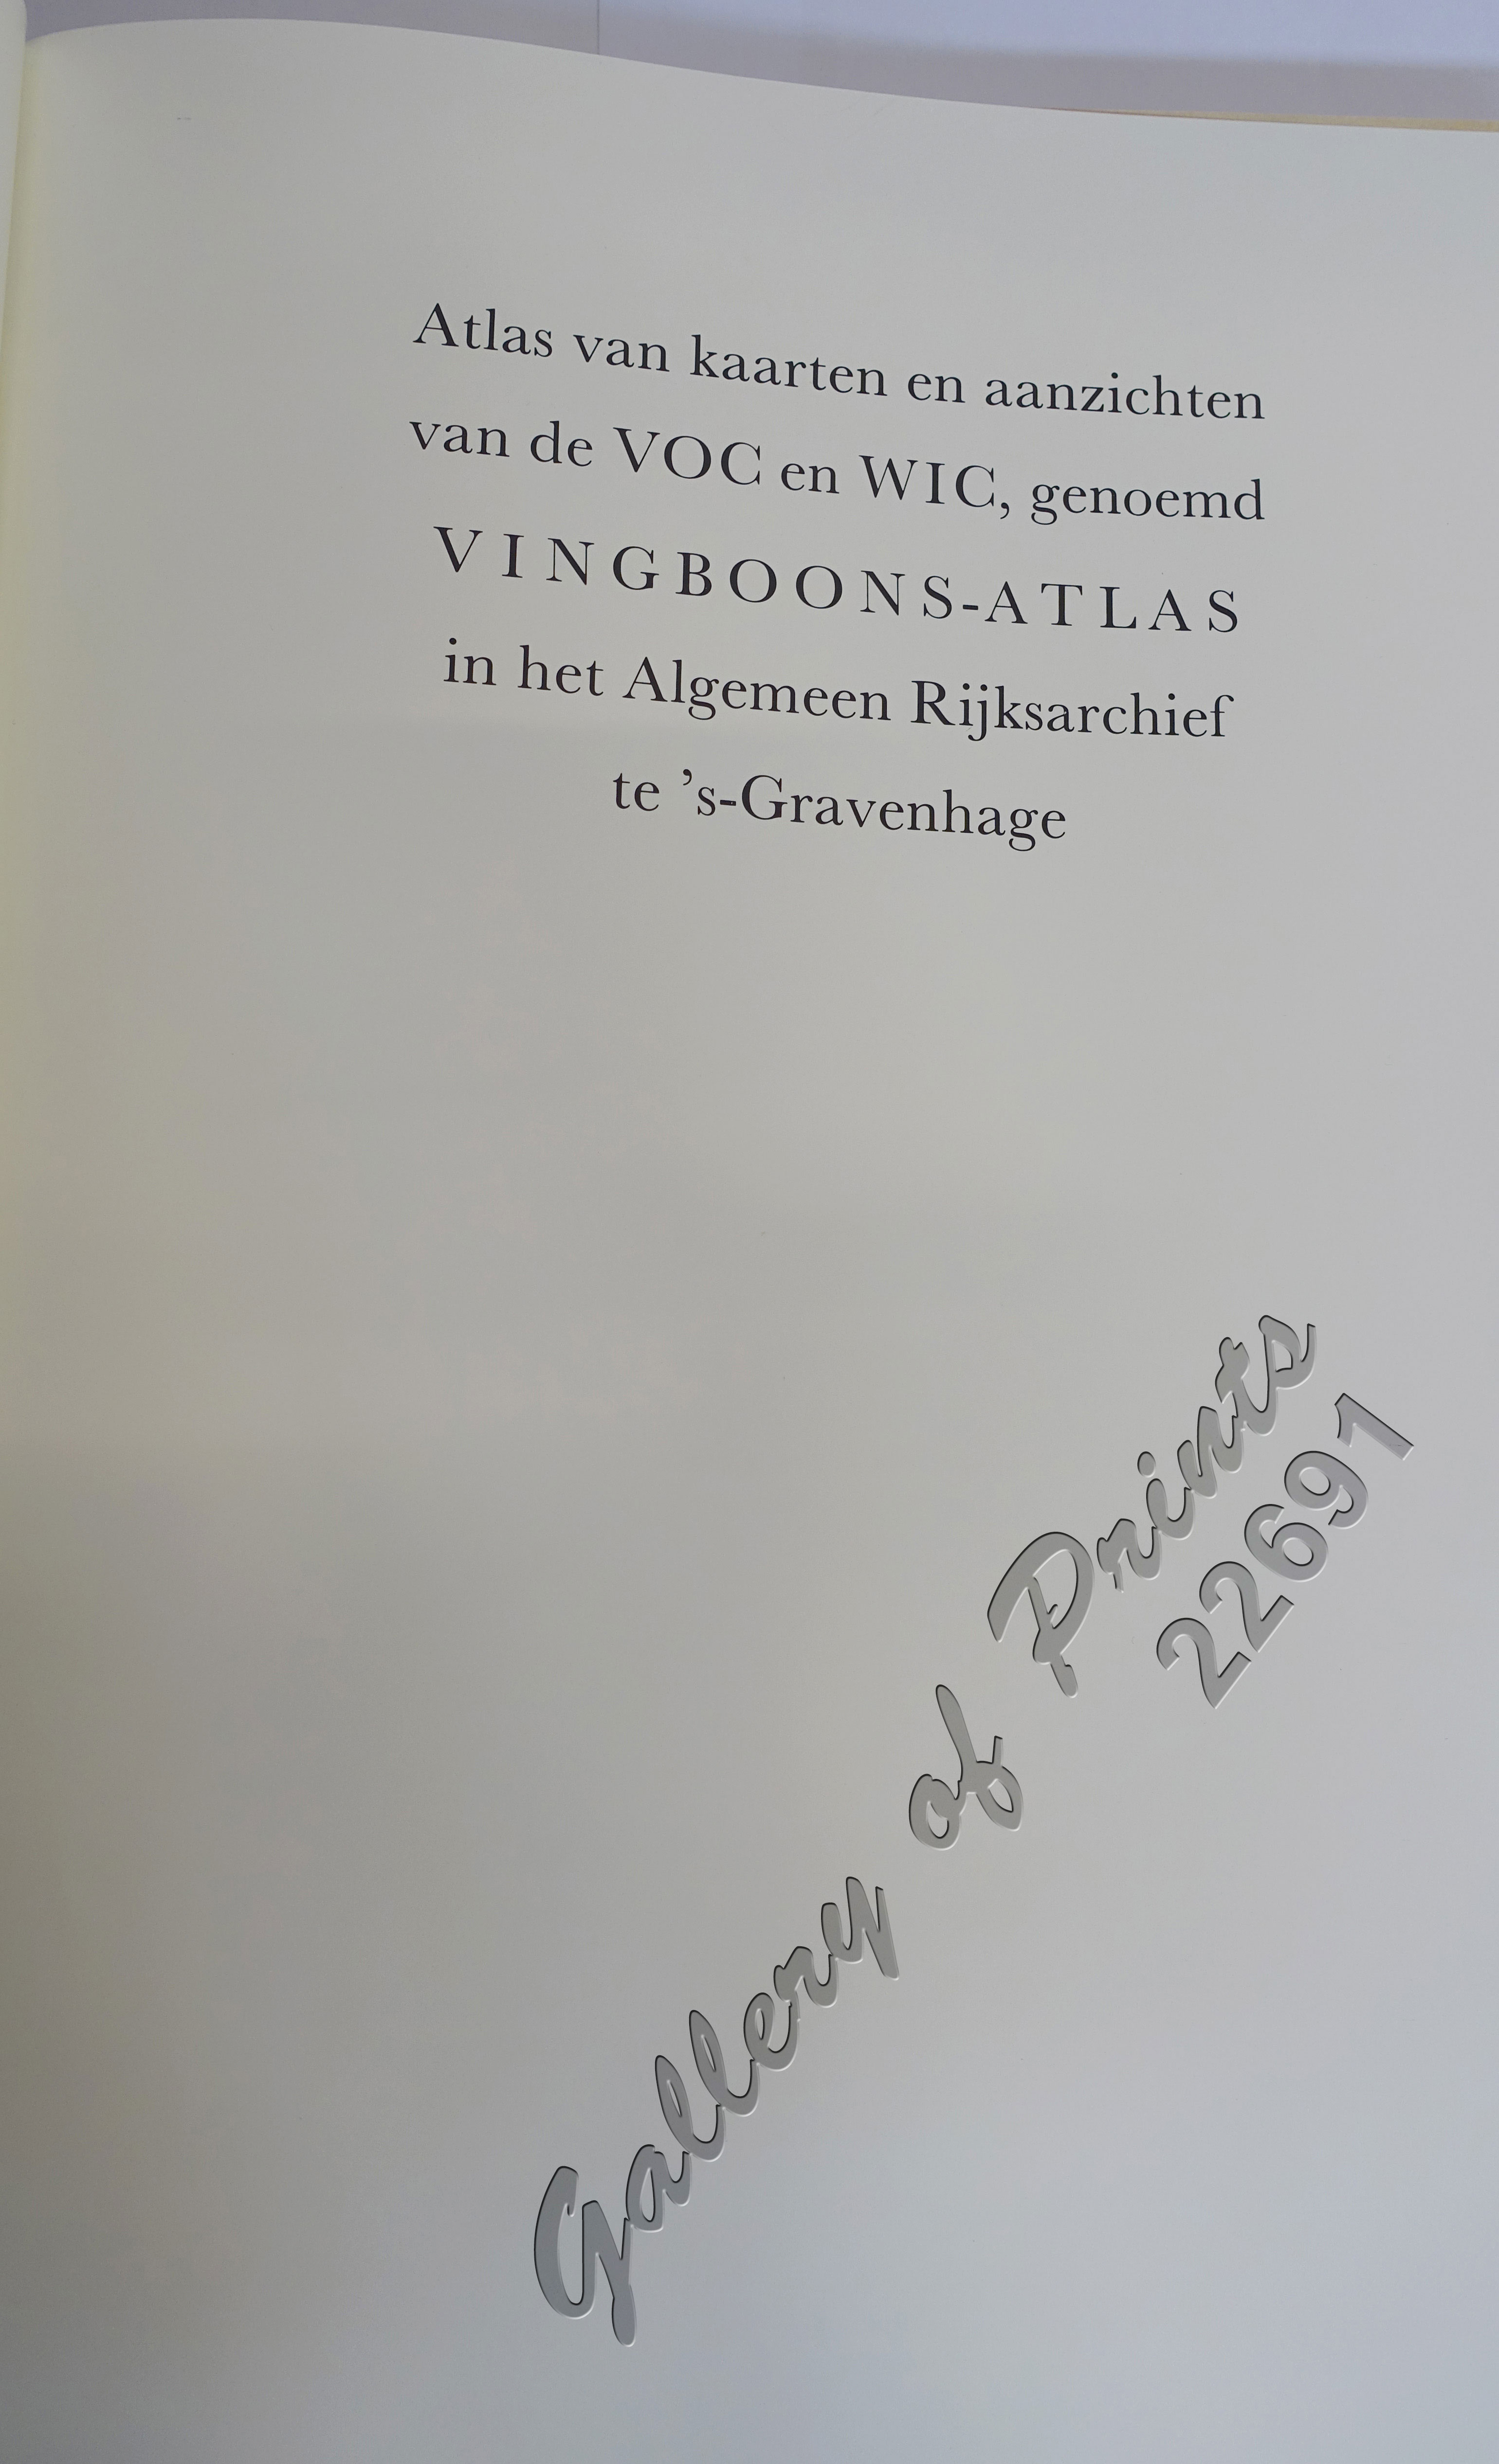 Atlas van kaarten en aanzichten
van de VOC en WIC, genoemd
VINGBOONS-ATLAS
in het Algemeen Rijksarchief
te ’s-Gravenhage
Gallery of Prints
22691